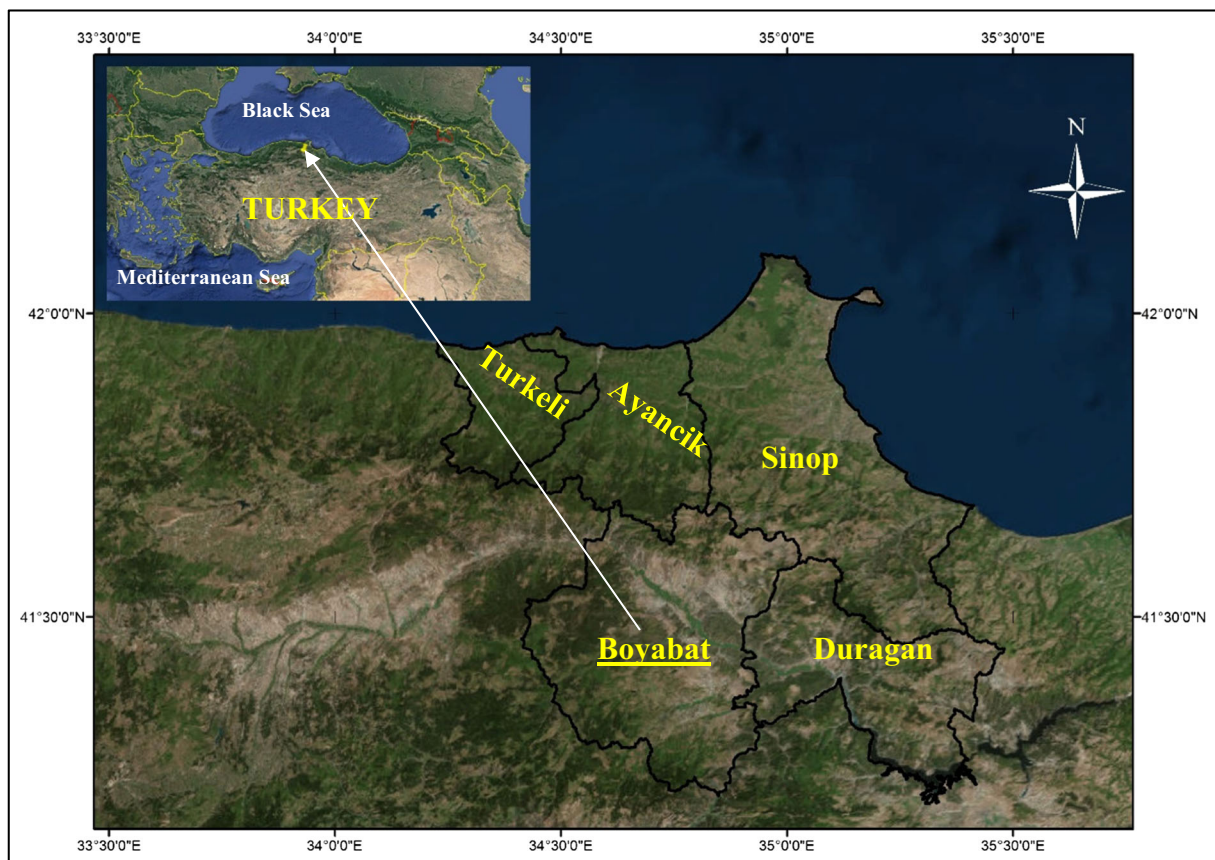 33°30'0"E 34°0'0"E 34°30'0"E 35°0'0"E 35°30'0"E
Black Sea
N
TURKEY
Mediterranean Sea
42°0'0"N 42°0'0"N
Turkeli
Ayancik
Sinop
41°30'0"N 41°30'0"N
Boyabat
Duragan
33°30'0"E 34°0'0"E 34°30'0"E 35°0'0"E 35°30'0"E